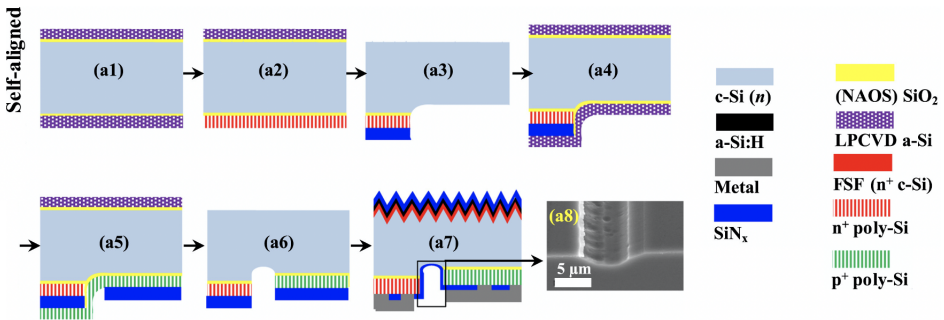 Self-aligned
(a1)
(a2)
(a3)
(a4)
(a5)
(a6)
(a7)
(a8)
5 µm
c-Si (n)
a-Si:H
Metal
SiNₓ
(NAOS) SiO₂
LPCVD a-Si
FSF (n⁺ c-Si)
n⁺ poly-Si
p⁺ poly-Si